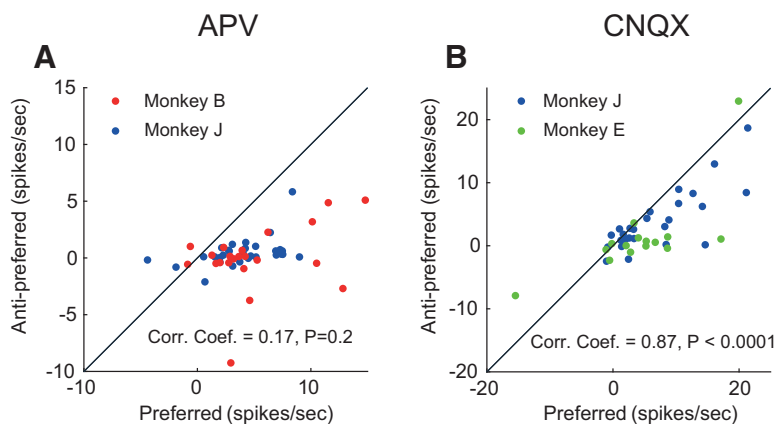 APV
CNQX
A
B
Monkey B
Monkey J
Anti-preferred (spikes/sec)
15
10
5
0
-5
-10
Corr. Coef. = 0.17, P=0.2
-10
0
10
Preferred (spikes/sec)
Monkey J
Monkey E
Anti-preferred (spikes/sec)
20
10
0
-10
-20
Corr. Coef. = 0.87, P < 0.0001
-20
0
20
Preferred (spikes/sec)